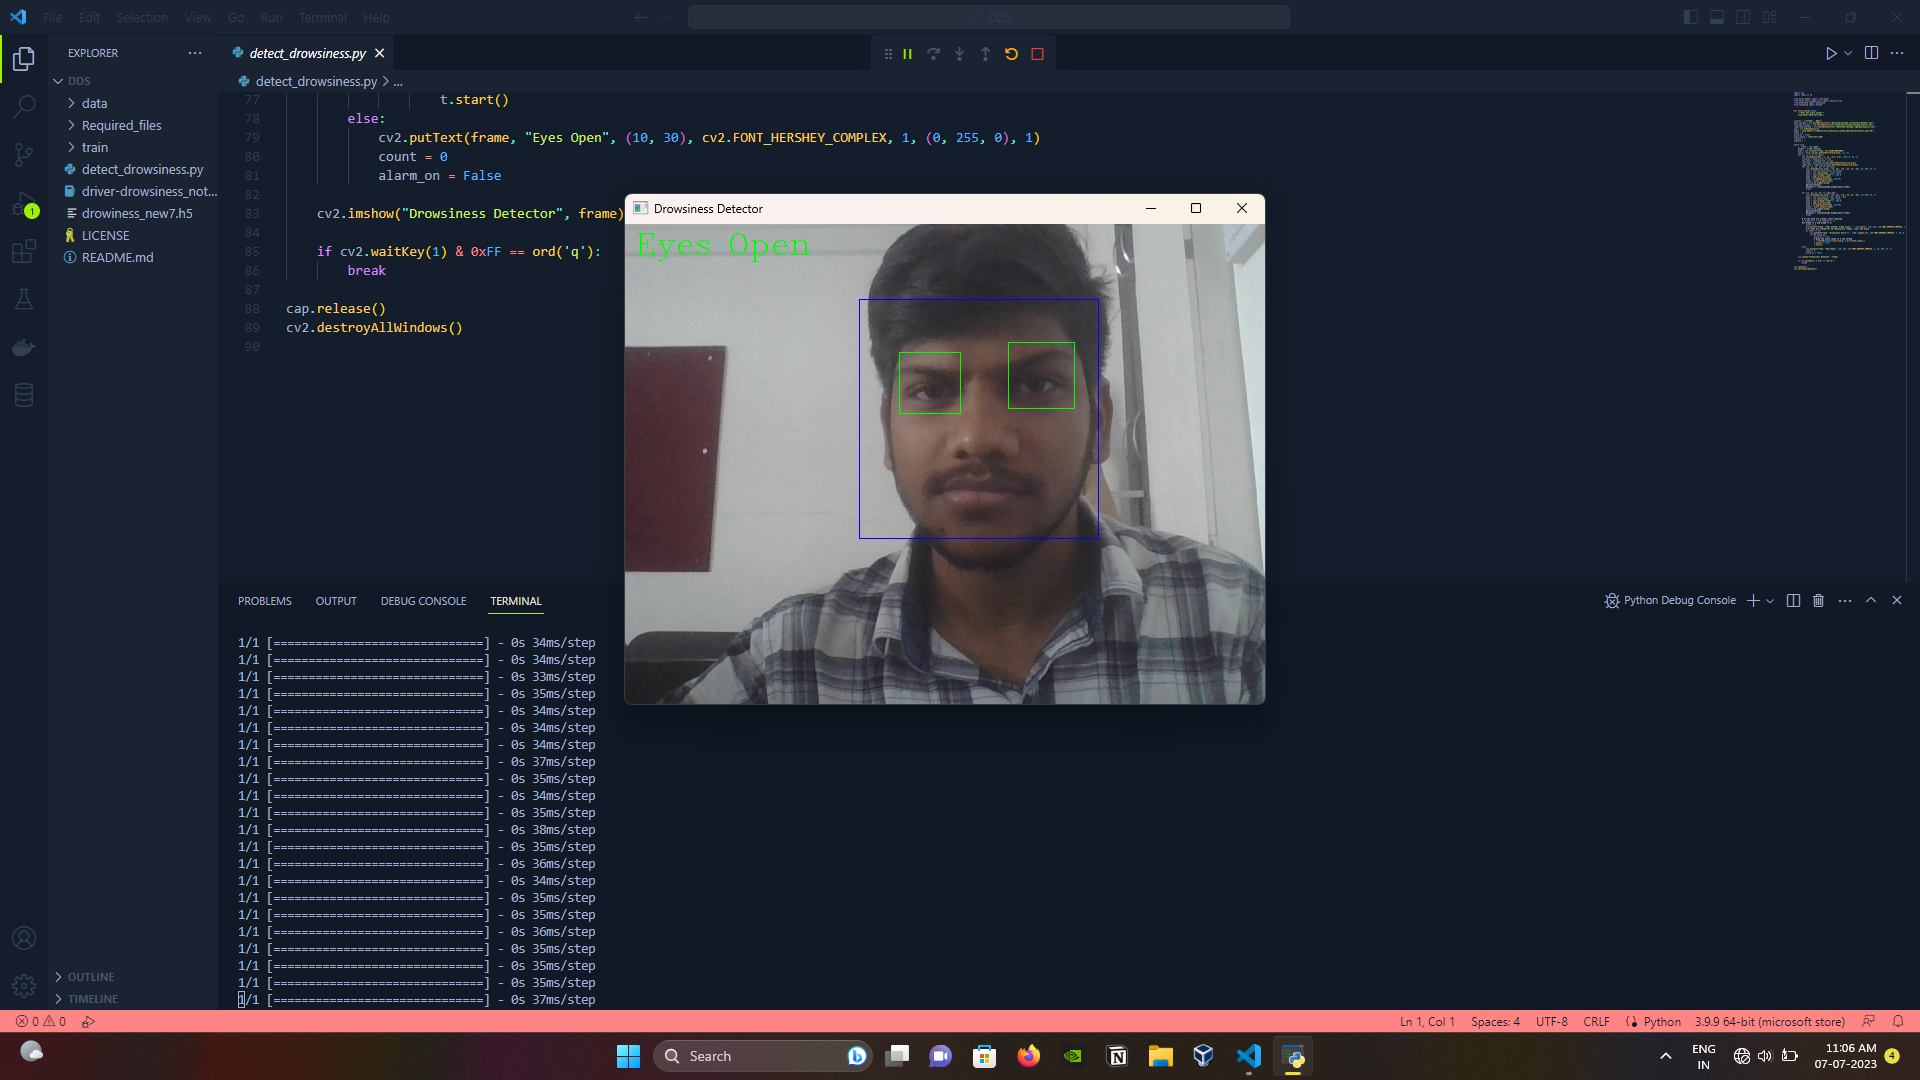 File Edit Selection View Go Run Terminal Help
DDS
EXPLORER
DDS
data
Required_files
train
detect_drowsiness.py
driver-drowsiness_not...
drowiness_new7.h5
LICENSE
README.md
OUTLINE
TIMELINE
1
detect_drowsiness.py
detect_drowsiness.py > ...
77 t.start()
78 else:
79 cv2.putText(frame, "Eyes Open", (10, 30), cv2.FONT_HERSHEY_COMPLEX, 1, (0, 255, 0), 1)
80 count = 0
81 alarm_on = False
82
83 cv2.imshow("Drowsiness Detector", frame)
84
85 if cv2.waitKey(1) & 0xFF == ord('q'):
86 break
87
88 cap.release()
89 cv2.destroyAllWindows()
90
Drowsiness Detector
Eyes Open
PROBLEMS OUTPUT DEBUG CONSOLE TERMINAL
Python Debug Console
1/1 [==============================] - 0s 34ms/step
1/1 [==============================] - 0s 34ms/step
1/1 [==============================] - 0s 33ms/step
1/1 [==============================] - 0s 35ms/step
1/1 [==============================] - 0s 34ms/step
1/1 [==============================] - 0s 34ms/step
1/1 [==============================] - 0s 34ms/step
1/1 [==============================] - 0s 37ms/step
1/1 [==============================] - 0s 35ms/step
1/1 [==============================] - 0s 34ms/step
1/1 [==============================] - 0s 35ms/step
1/1 [==============================] - 0s 38ms/step
1/1 [==============================] - 0s 35ms/step
1/1 [==============================] - 0s 36ms/step
1/1 [==============================] - 0s 34ms/step
1/1 [==============================] - 0s 35ms/step
1/1 [==============================] - 0s 35ms/step
1/1 [==============================] - 0s 36ms/step
1/1 [==============================] - 0s 35ms/step
1/1 [==============================] - 0s 35ms/step
1/1 [==============================] - 0s 35ms/step
1/1 [==============================] - 0s 37ms/step
0 0
Ln 1, Col 1 Spaces: 4 UTF-8 CRLF Python 3.9.9 64-bit (microsoft store)
Search
ENG
IN
11:06 AM
07-07-2023
4